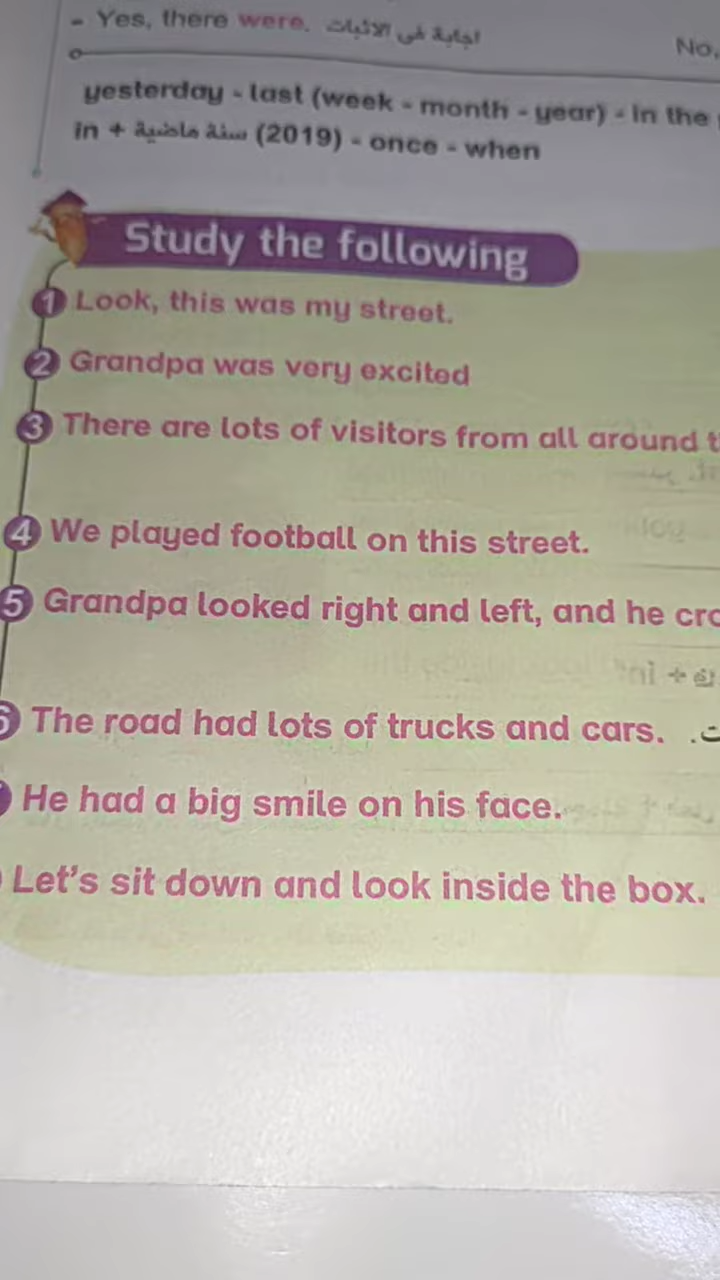 - Yes, there were. اجابة فى الاثبات
No,
yesterday - last (week - month - year) - in the
in + سنة ماضية (2019) - once - when
Study the following
1 Look, this was my street.
2 Grandpa was very excited
3 There are lots of visitors from all around t
4 We played football on this street.
5 Grandpa looked right and left, and he cro
6 The road had lots of trucks and cars.
He had a big smile on his face.
Let's sit down and look inside the box.